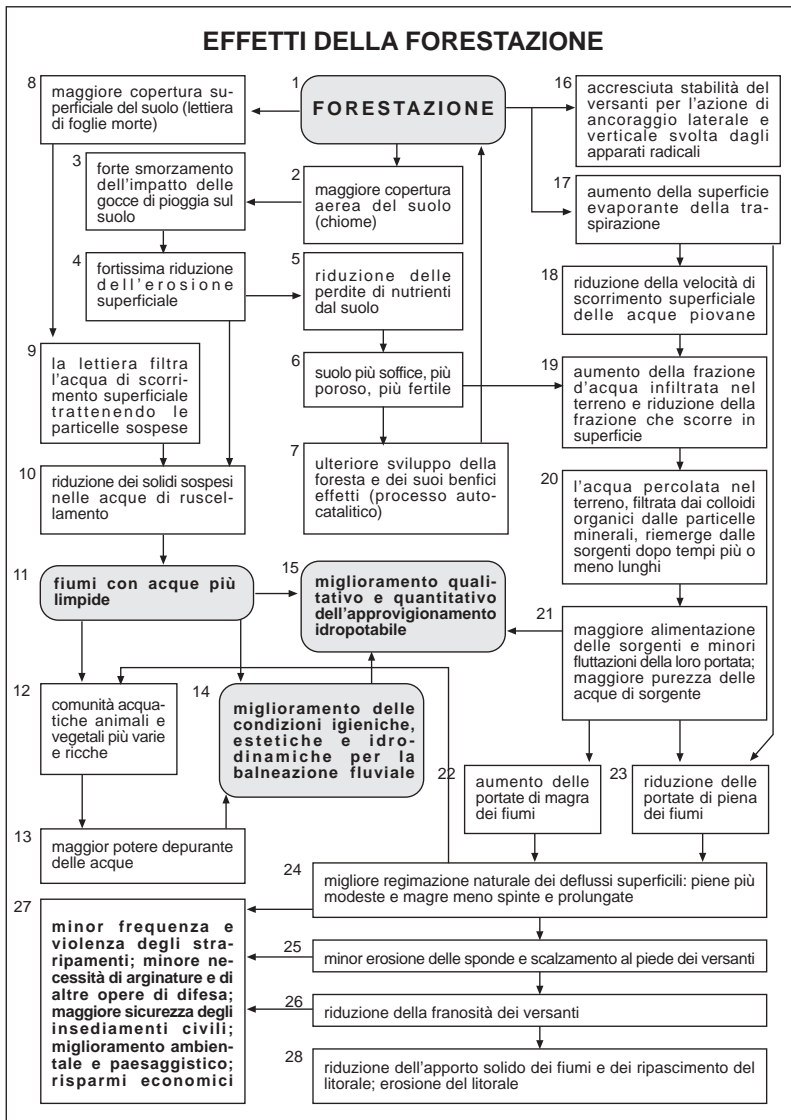 EFFETTI DELLA FORESTAZIONE
1
FORESTAZIONE
2
maggiore copertura
aerea del suolo
(chiome)
3
forte smorzamento
dell'impatto delle
gocce di pioggia sul
suolo
4
fortissima riduzione
dell'erosione
superficiale
5
riduzione delle
perdite di nutrienti
dal suolo
6
suolo più soffice, più
poroso, più fertile
7
ulteriore sviluppo della
foresta e dei suoi benfici
effetti (processo auto-
catalitico)
8
maggiore copertura su-
perficiale del suolo (lettiera
di foglie morte)
9
la lettiera filtra
l'acqua di scorri-
mento superficiale
trattenendo le
particelle sospese
10
riduzione dei solidi sospesi
nelle acque di ruscel-
lamento
11
fiumi con acque più
limpide
12
comunità acqua-
tiche animali e
vegetali più varie
e ricche
13
maggior potere depurante
delle acque
14
miglioramento delle
condizioni igieniche,
estetiche e idro-
dinamiche per la
balneazione fluviale
15
miglioramento quali-
tativo e quantitativo
dell'approvigionamento
idropotabile
16
accresciuta stabilità del
versanti per l'azione di
ancoraggio laterale e
verticale svolta dagli
apparati radicali
17
aumento della superficie
evaporante della tra-
spirazione
18
riduzione della velocità di
scorrimento superficiale
delle acque piovane
19
aumento della frazione
d'acqua infiltrata nel
terreno e riduzione della
frazione che scorre in
superficie
20
l'acqua percolata nel
terreno, filtrata dai colloidi
organici dalle particelle
minerali, riemerge dalle
sorgenti dopo tempi più o
meno lunghi
21
maggiore alimentazione
delle sorgenti e minori
fluttazioni della loro portata;
maggiore purezza delle
acque di sorgente
22
aumento delle
portate di magra
dei fiumi
23
riduzione delle
portate di piena
dei fiumi
24
migliore regimazione naturale dei deflussi superficili: piene più
modeste e magre meno spinte e prolungate
25
minor erosione delle sponde e scalzamento al piede dei versanti
26
riduzione della franosità dei versanti
27
minor frequenza e
violenza degli stra-
ripamenti; minore ne-
cessità di arginature e di
altre opere di difesa;
maggiore sicurezza degli
insediamenti civili;
miglioramento ambien-
tale e paesaggistico;
risparmi economici
28
riduzione dell'apporto solido dei fiumi e dei ripascimento del
litorale; erosione del litorale